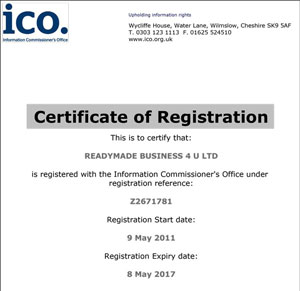 ico.
Information Commissioner's Office
Upholding information rights
Wycliffe House, Water Lane, Wilmslow, Cheshire SK9 5AF
T. 0303 123 1113 F. 01625 524510
www.ico.org.uk
Certificate of Registration
This is to certify that:
READYMADE BUSINESS 4 U LTD
is registered with the Information Commissioner's Office under
registration reference:
Z2671781
Registration Start date:
9 May 2011
Registration Expiry date:
8 May 2017